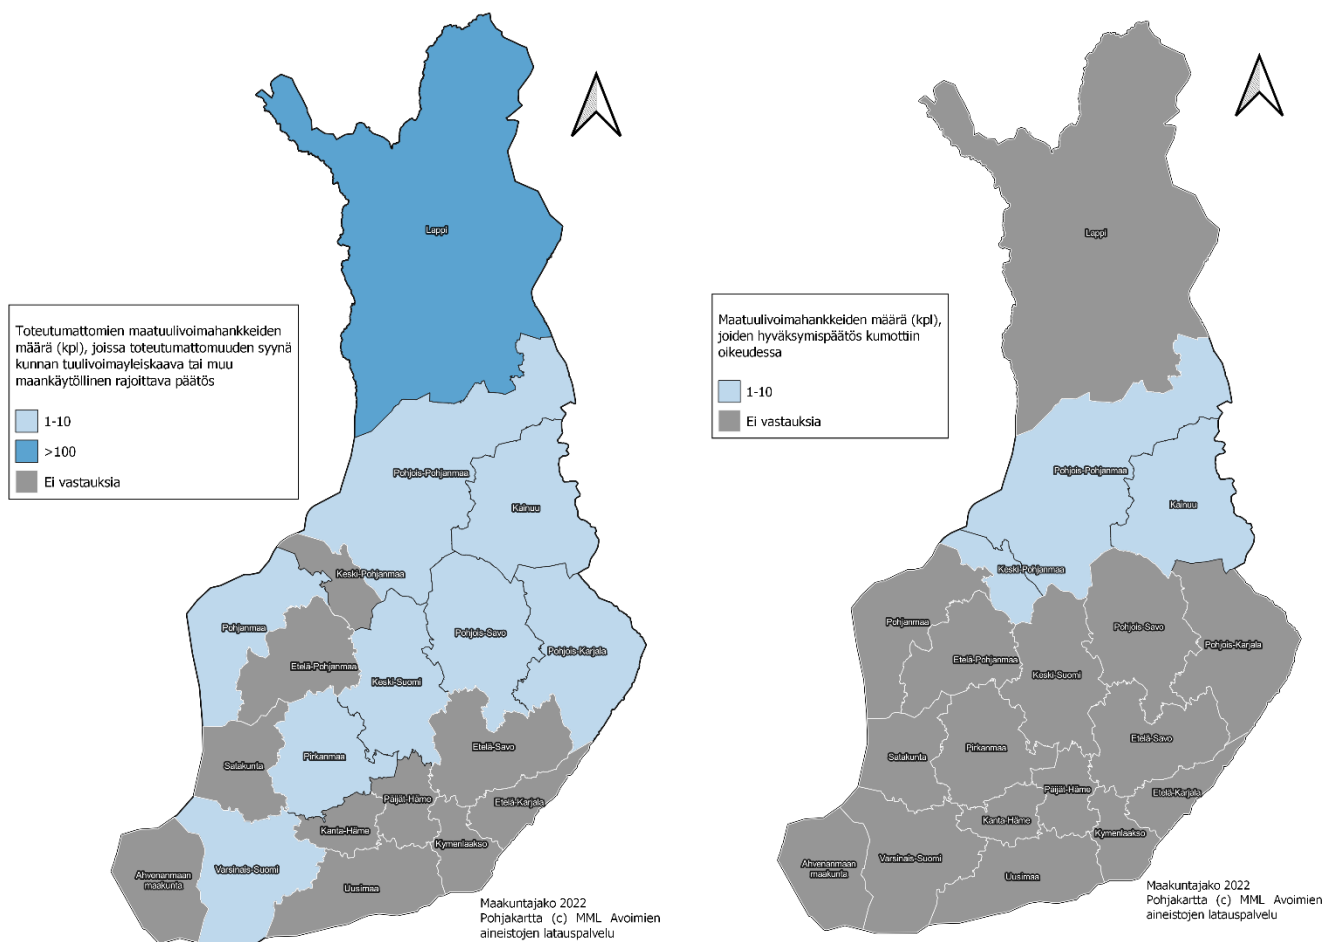 Lappi
Toteutumattomien maatuulivoimahankkeiden
määrä (kpl), joissa toteutumattomuuden syynä
kunnan tuulivoimayleiskaava tai muu
maankäytöllinen rajoittava päätös
1-10
>100
Ei vastauksia
Pohjois-Pohjanmaa
Kainuu
Keski-Pohjanmaa
Pohjanmaa
Pohjois-Savo
Pohjois-Karjala
Etelä-Pohjanmaa
Keski-Suomi
Etelä-Savo
Pirkanmaa
Satakunta
Päijät-Häme
Etelä-Karjala
Kanta-Häme
Kymenlaakso
Varsinais-Suomi
Ahvenanmaan
maakunta
Uusimaa
Maakuntajako 2022
Pohjakartta (c) MML Avoimien
aineistojen latauspalvelu
Lappi
Maatuulivoimahankkeiden määrä (kpl),
joiden hyväksymispäätös kumottiin
oikeudessa
1-10
Ei vastauksia
Pohjois-Pohjanmaa
Kainuu
Keski-Pohjanmaa
Pohjanmaa
Pohjois-Savo
Pohjois-Karjala
Etelä-Pohjanmaa
Keski-Suomi
Etelä-Savo
Pirkanmaa
Satakunta
Päijät-Häme
Etelä-Karjala
Kanta-Häme
Kymenlaakso
Varsinais-Suomi
Ahvenanmaan
maakunta
Uusimaa
Maakuntajako 2022
Pohjakartta (c) MML Avoimien
aineistojen latauspalvelu